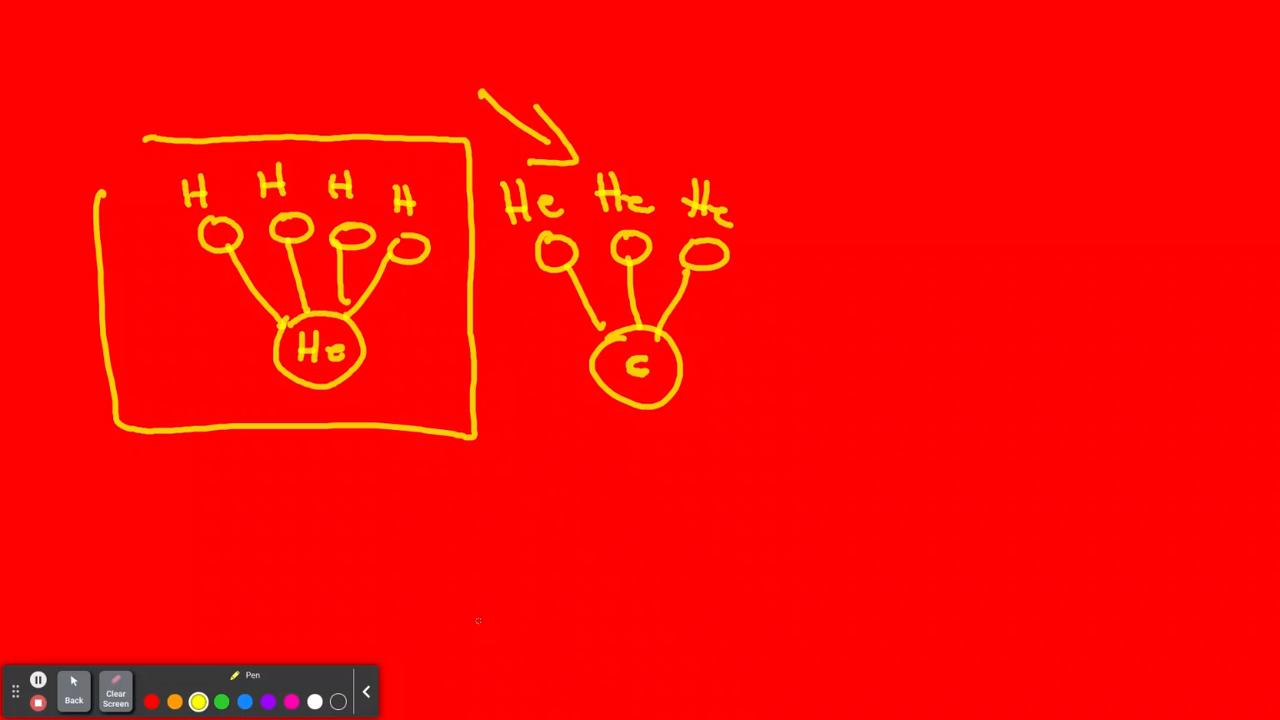 H H H H
He He He
He
C
Pen
Back
Clear
Screen